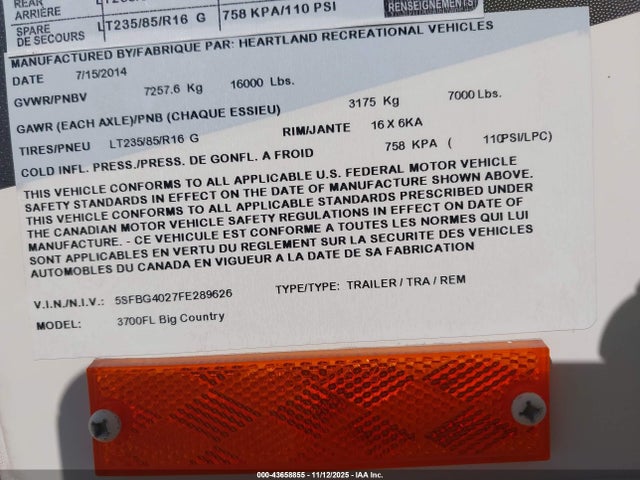 REAR
ARRIÈRE
SPARE
DE SECOURS LT235/85/R16 G 758 KPA/110 PSI
RENSEIGNEMENTS
MANUFACTURED BY/FABRIQUE PAR: HEARTLAND RECREATIONAL VEHICLES
DATE 7/15/2014
GVWR/PNBV 7257.6 Kg 16000 Lbs.
GAWR (EACH AXLE)/PNB (CHAQUE ESSIEU) 3175 Kg 7000 Lbs.
TIRES/PNEU LT235/85/R16 G RIM/JANTE 16 X 6KA
COLD INFL. PRESS./PRESS. DE GONFL. A FROID 758 KPA ( 110PSI/LPC)
THIS VEHICLE CONFORMS TO ALL APPLICABLE U.S. FEDERAL MOTOR VEHICLE
SAFETY STANDARDS IN EFFECT ON THE DATE OF MANUFACTURE SHOWN ABOVE.
THIS VEHICLE CONFORMS TO ALL APPLICABLE STANDARDS PRESCRIBED UNDER
THE CANADIAN MOTOR VEHICLE SAFETY REGULATIONS IN EFFECT ON DATE OF
MANUFACTURE. - CE VEHICULE EST CONFORME A TOUTES LES NORMES QUI LUI
SONT APPLICABLES EN VERTU DU REGLEMENT SUR LA SECURITE DES VEHICLES
AUTOMOBILES DU CANADA EN VIGUEUR A LA DATE DE SA FABRICATION
V.I.N./N.I.V.: 5SFBG4027FE289626 TYPE/TYPE: TRAILER / TRA / REM
MODEL: 3700FL Big Country
000-43658855 - 11/12/2025 - IAA Inc.